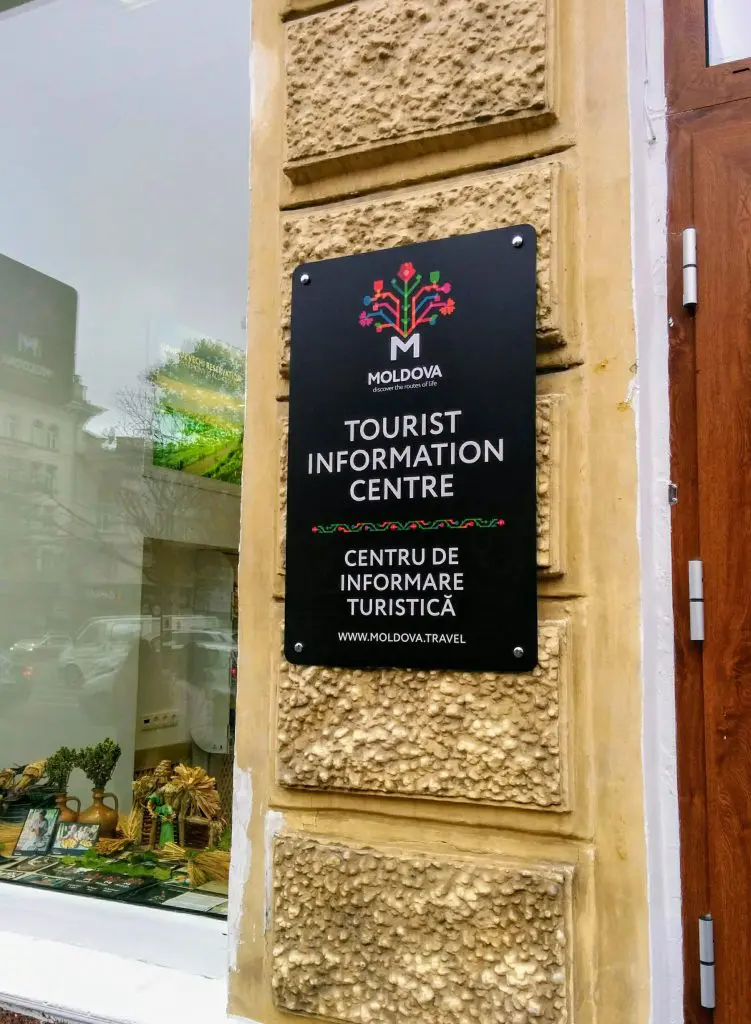 M
MOLDOVA
discover the routes of life
TOURIST
INFORMATION
CENTRE
CENTRU DE
INFORMARE
TURISTICĂ
WWW.MOLDOVA.TRAVEL